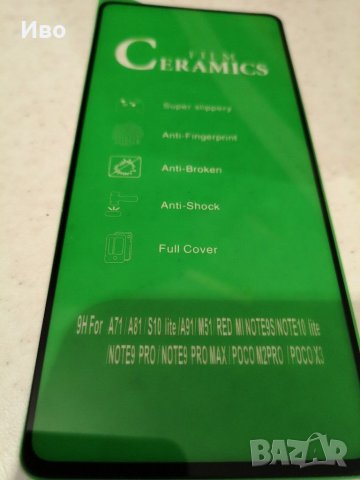 Иво
FILM
CERAMICS
Super slippery
Anti-Fingerprint
Anti-Broken
Anti-Shock
Full Cover
9H For A71/A81/S10 lite/A91/M51 RED MI NOTE9S/NOTE10 lite
/NOTE9 PRO/NOTE9 PRO MAX/POCO M2PRO/POCO X3
BAZAR
bg